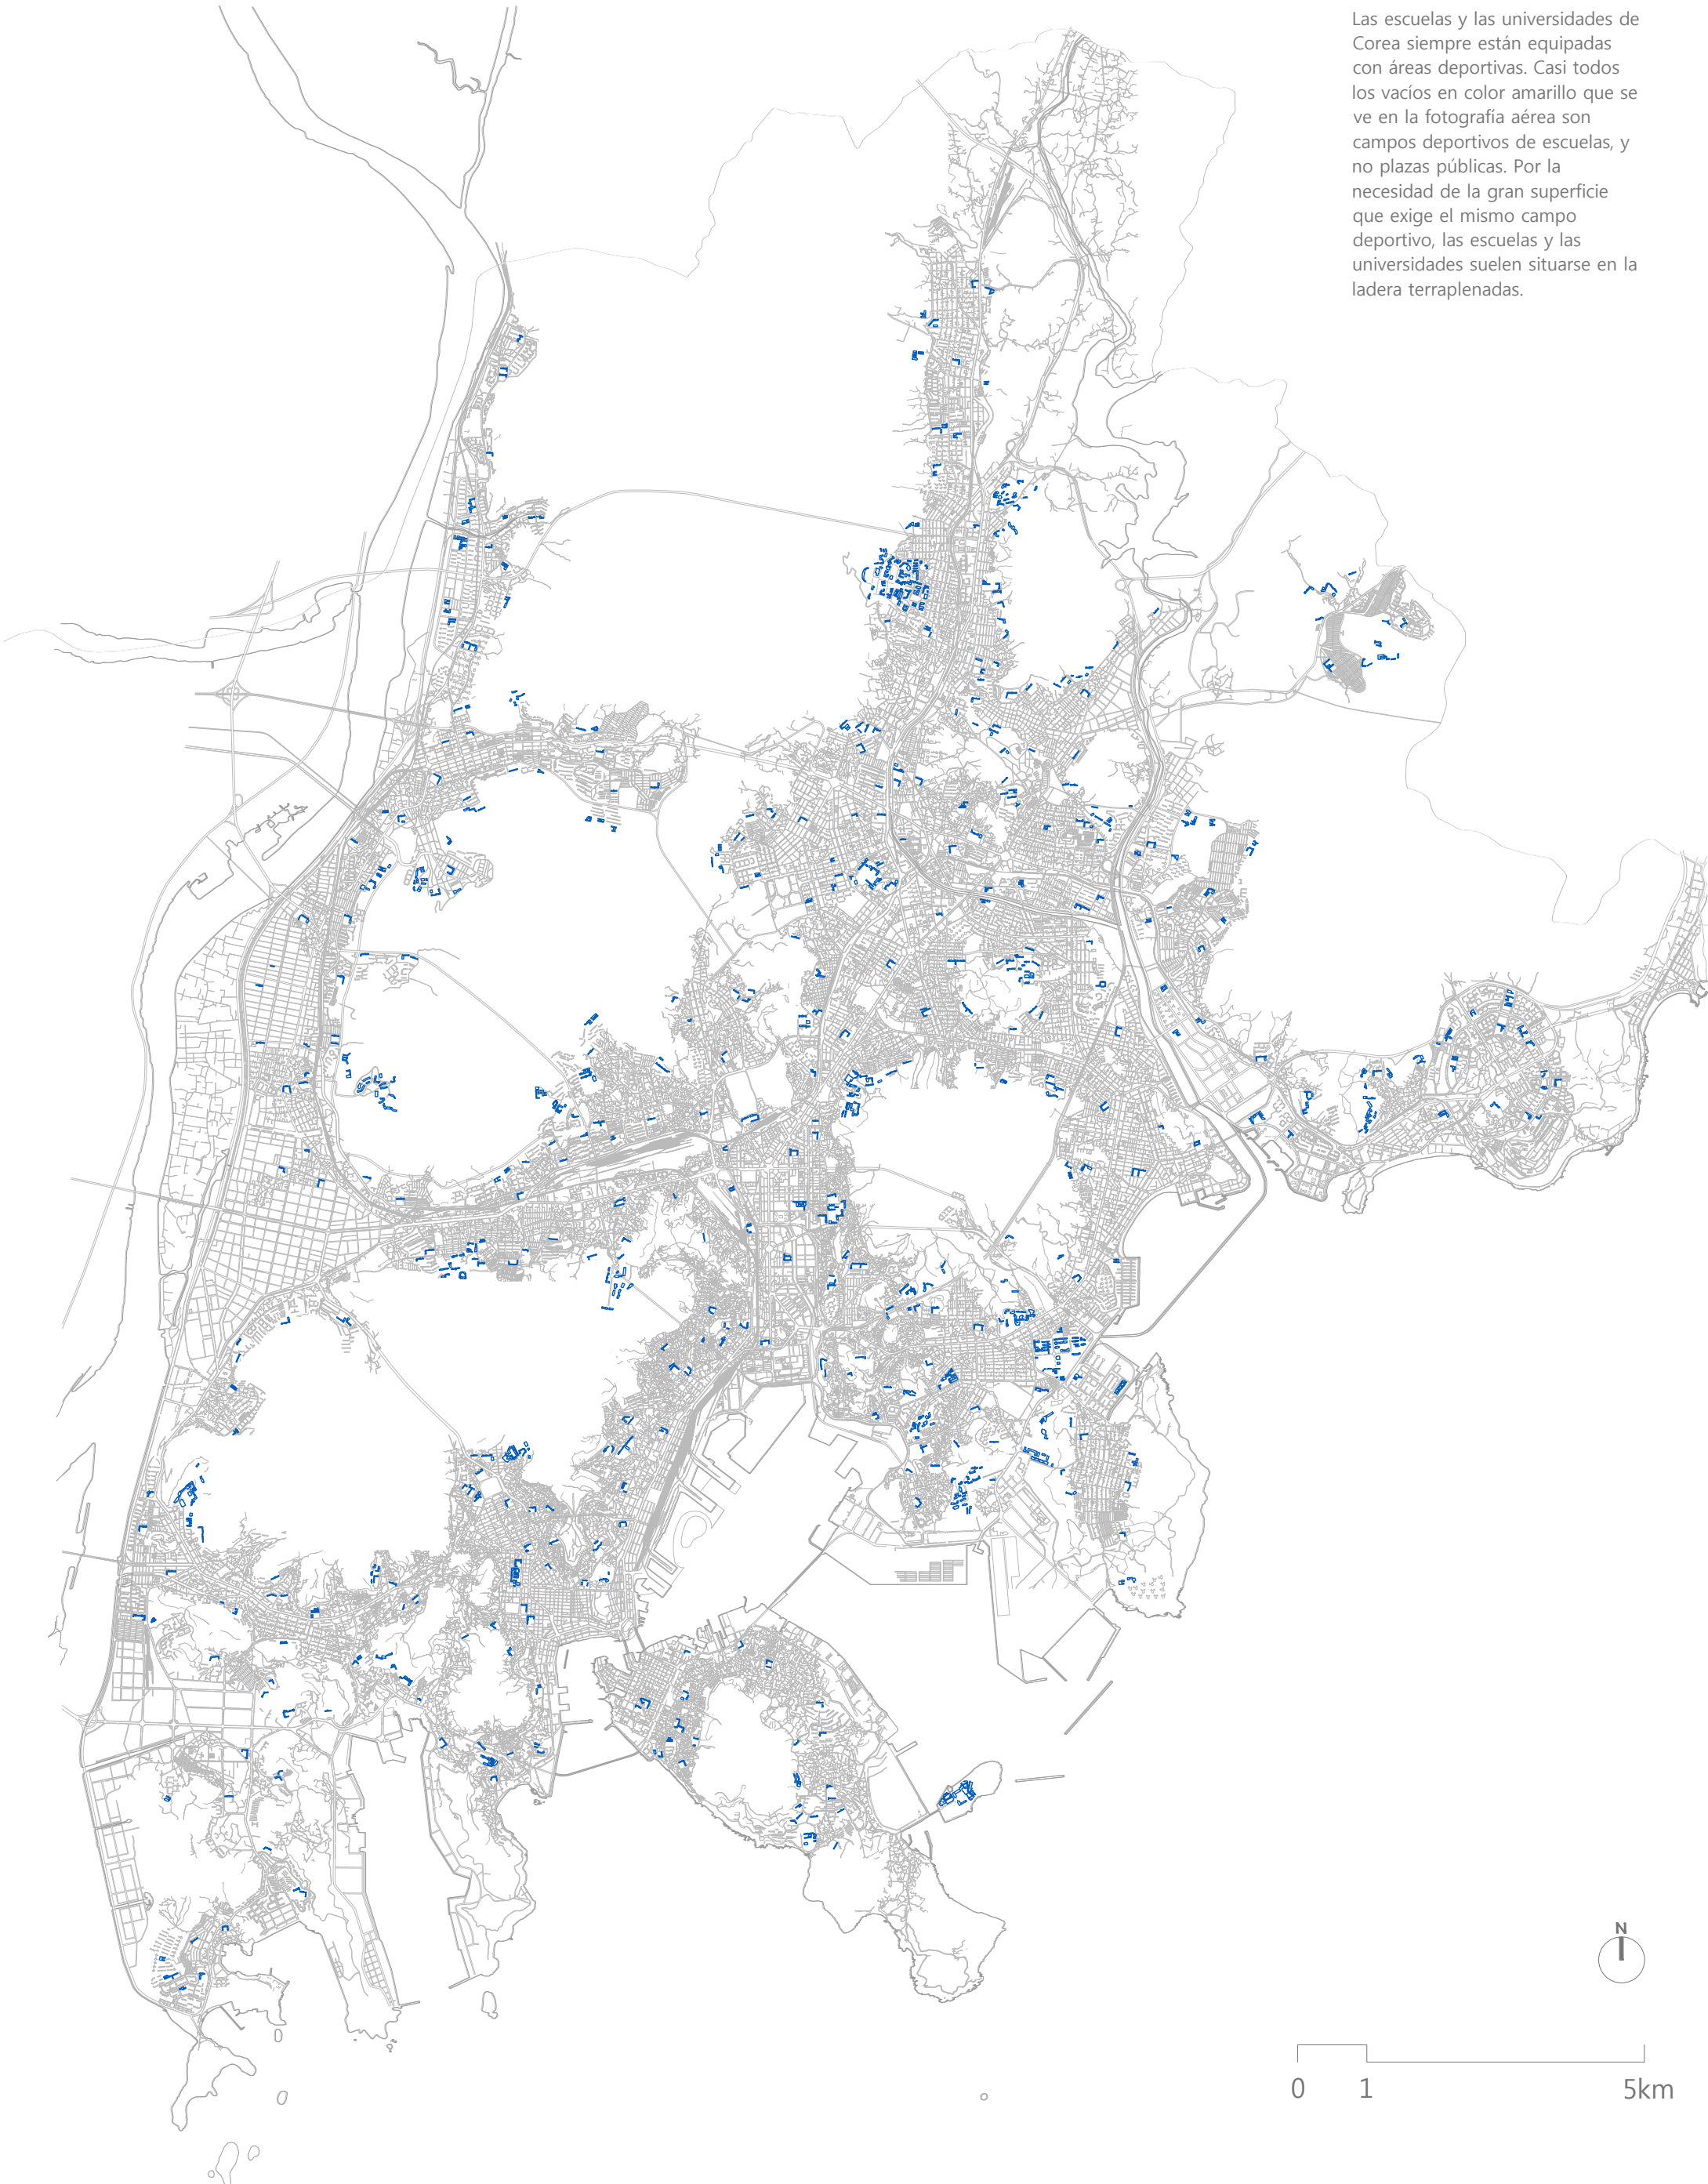 Las escuelas y las universidades de
Corea siempre están equipadas
con áreas deportivas. Casi todos
los vacíos en color amarillo que se
ve en la fotografía aérea son
campos deportivos de escuelas, y
no plazas públicas. Por la
necesidad de la gran superficie
que exige el mismo campo
deportivo, las escuelas y las
universidades suelen situarse en la
ladera terraplenadas.
N
0 1 5km